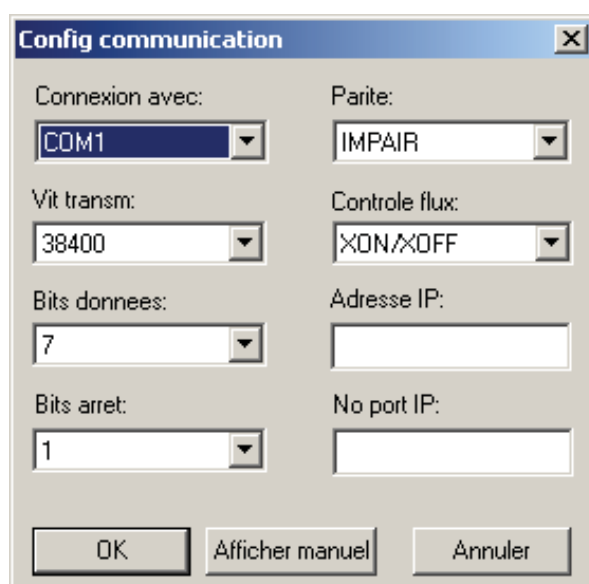 Config communication
Connexion avec:
COM1
Parite:
IMPAIR
Vit transm:
38400
Controle flux:
XON/XOFF
Bits donnees:
7
Adresse IP:
Bits arret:
1
No port IP:
OK
Afficher manuel
Annuler